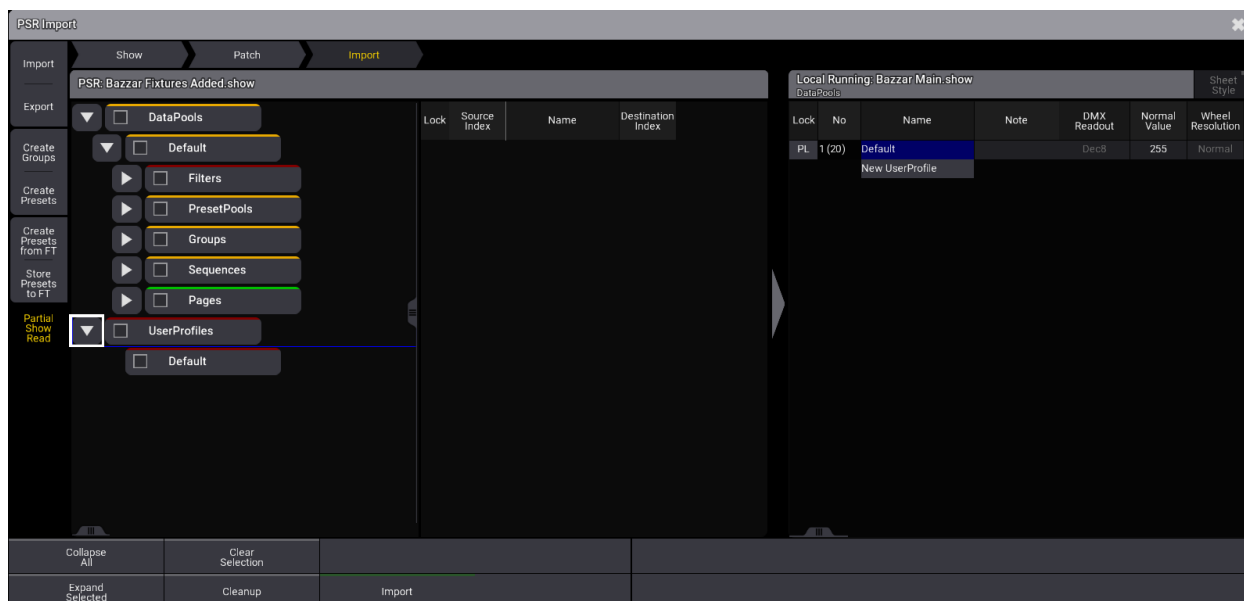 PSR Import
Import
Export
Create
Groups
Create
Presets
Create
Presets
from FT
Store
Presets
to FT
Partial
Show
Read
Show
Patch
Import
PSR: Bazzar Fixtures Added.show
DataPools
Default
Filters
PresetPools
Groups
Sequences
Pages
UserProfiles
Default
Lock
Source
Index
Name
Destination
Index
Local Running: Bazzar Main.show
DataPools
Sheet
Style
Lock
No
Name
Note
DMX
Readout
Normal
Value
Wheel
Resolution
PL
1 (20)
Default
Dec8
255
Normal
New UserProfile
Collapse
All
Clear
Selection
Expand
Selected
Cleanup
Import